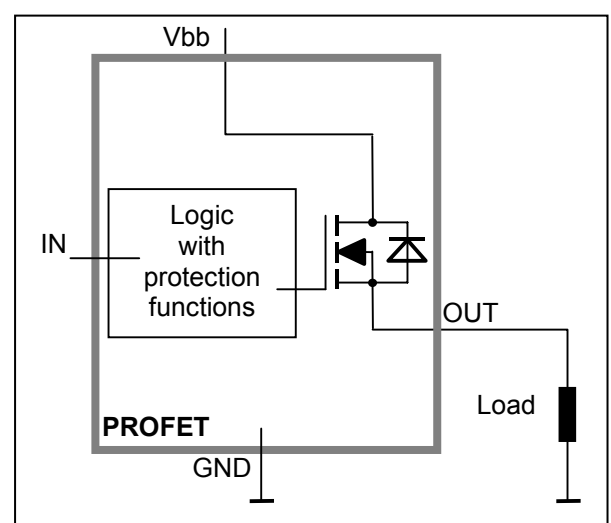 Vbb
Logic
with
protection
functions
IN
OUT
Load
PROFET
GND